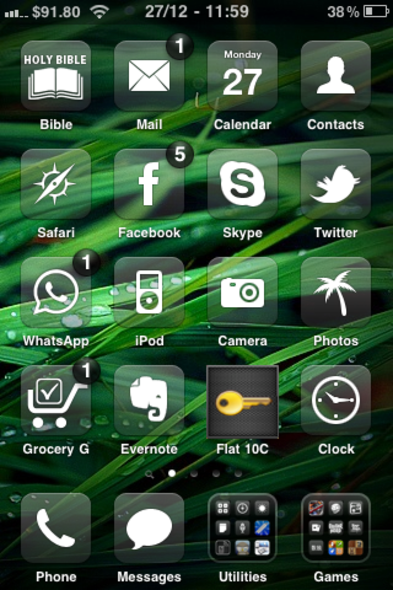 $91.80 27/12 - 11:59 38%
HOLY BIBLE 1 Monday
27
Bible Mail Calendar Contacts
5
f S
Safari Facebook Skype Twitter
1
WhatsApp iPod Camera Photos
1
Grocery G Evernote Flat 10C Clock
Phone Messages Utilities Games